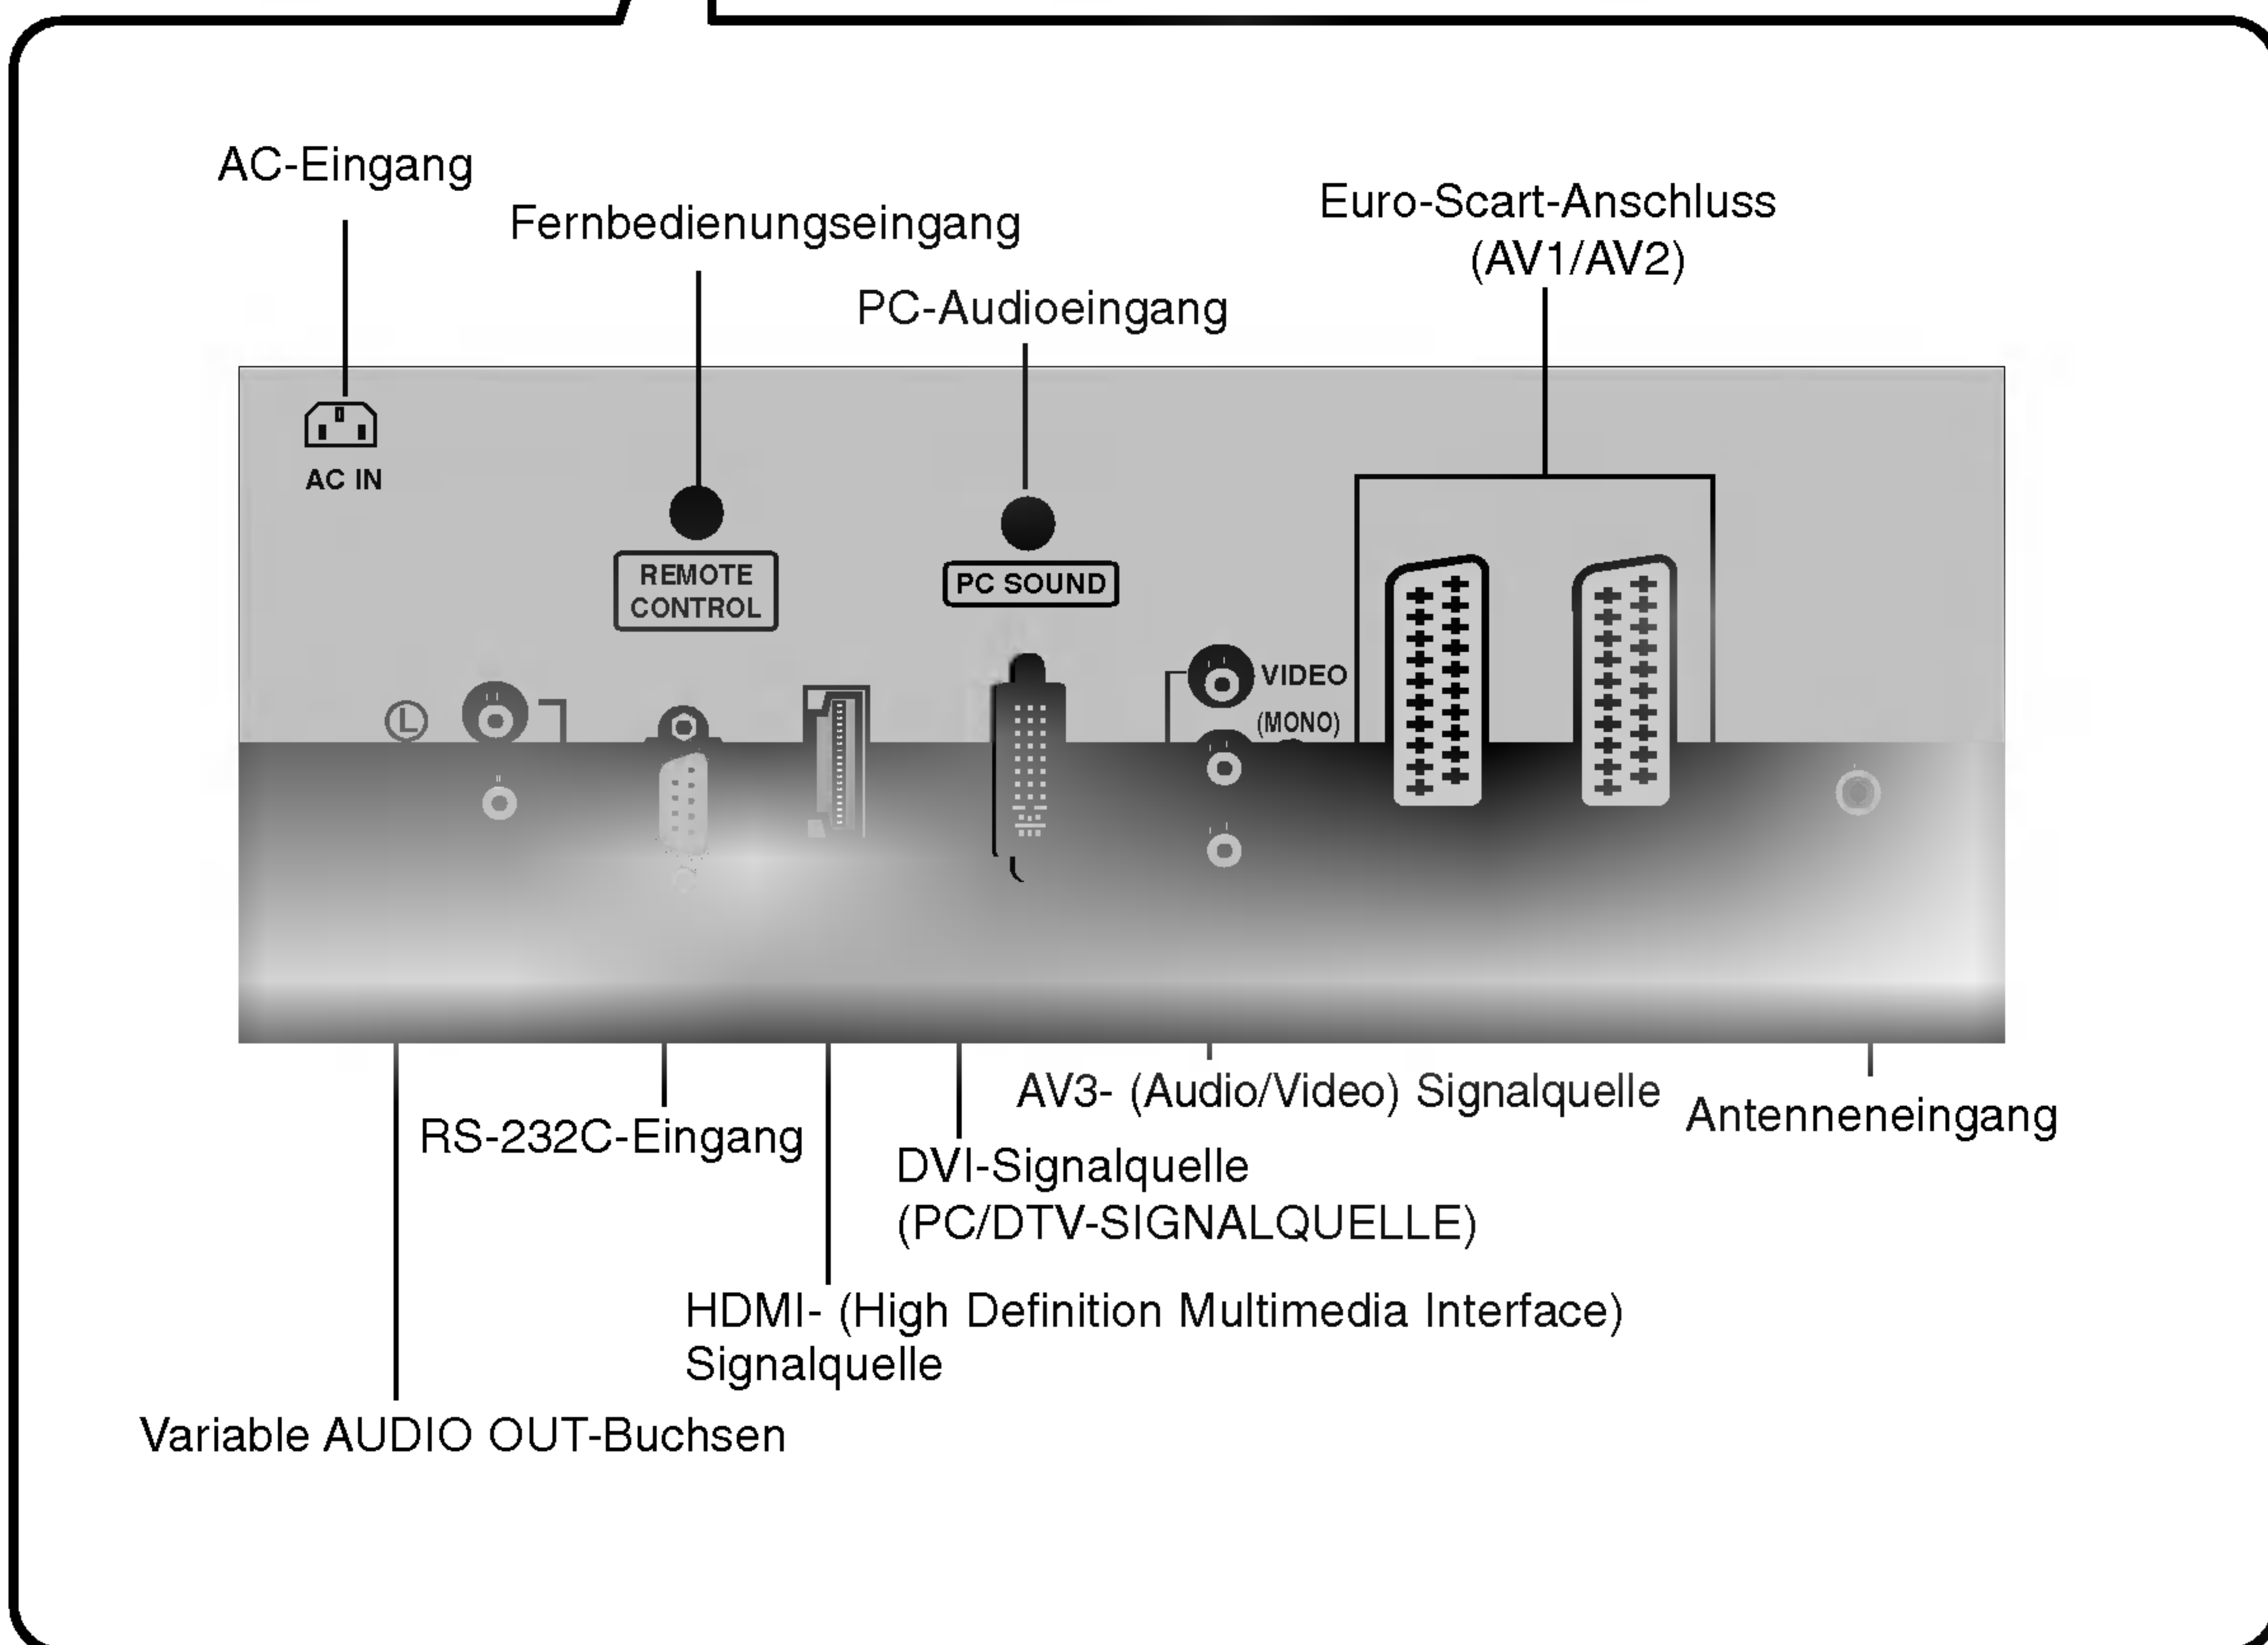 AC-Eingang
Fernbedienungseingang
PC-Audioeingang
Euro-Scart-Anschluss
(AV1/AV2)
AC IN
REMOTE
CONTROL
PC SOUND
L
VIDEO
(MONO)
AV3- (Audio/Video) Signalquelle
Antenneneingang
RS-232C-Eingang
DVI-Signalquelle
(PC/DTV-SIGNALQUELLE)
HDMI- (High Definition Multimedia Interface)
Signalquelle
Variable AUDIO OUT-Buchsen